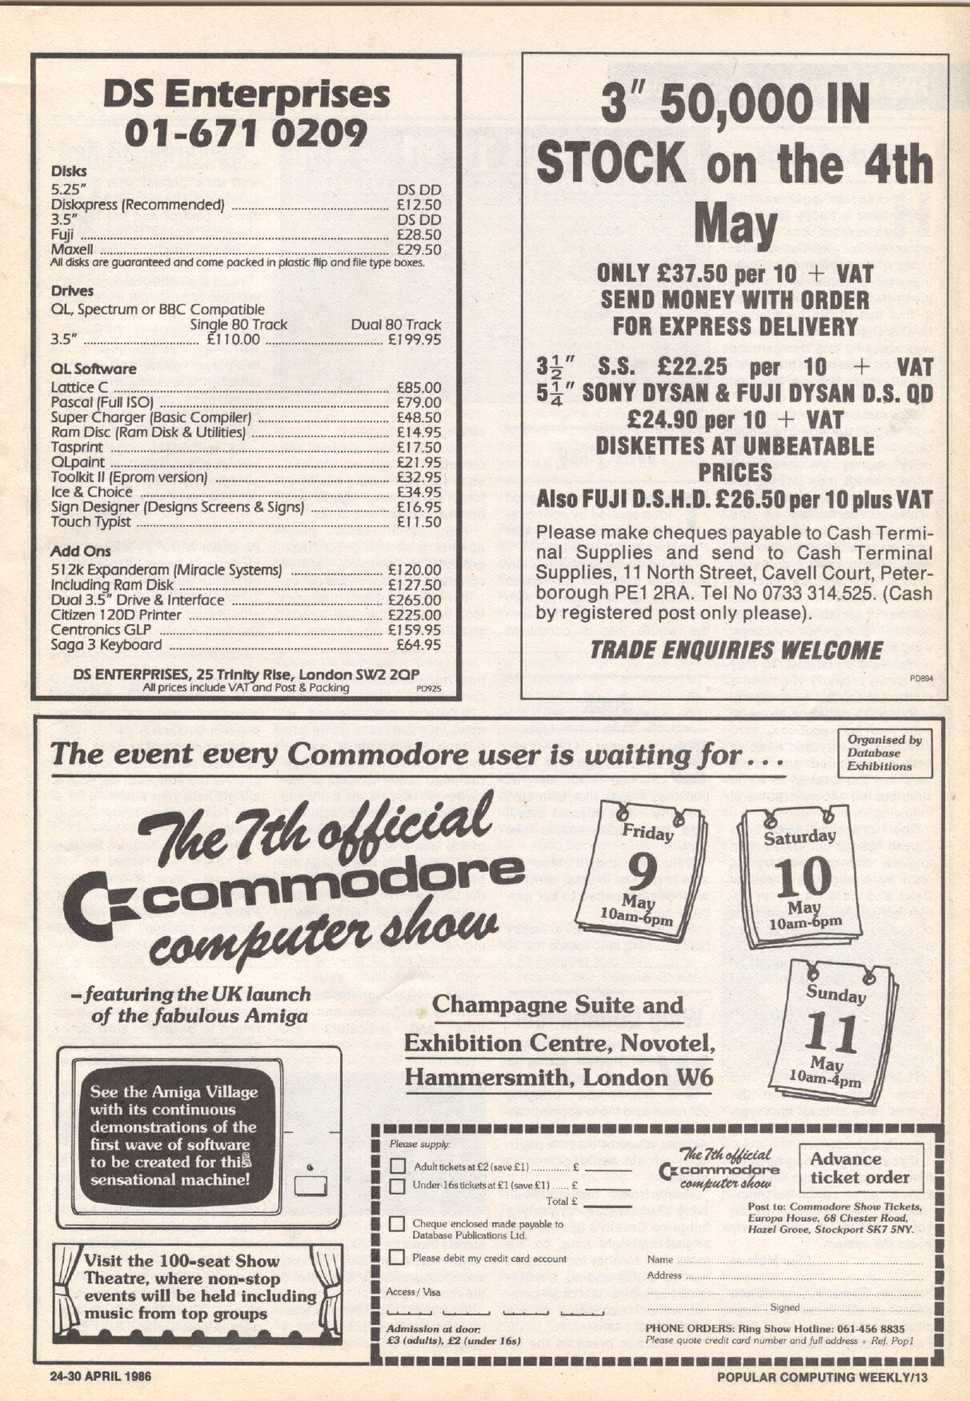 DS Enterprises
01-671 0209
Disks
5.25" DS DD
Diskxpress (Recommended) £12.50
3.5" DS DD
Fuji £28.50
Maxell £29.50
All disks are guaranteed and come packed in plastic flip and file type boxes.
Drives
QL, Spectrum or BBC Compatible
Single 80 Track Dual 80 Track
3.5" £110.00 £199.95
QL Software
Lattice C £85.00
Pascal (Full ISO) £79.00
Super Charger (Basic Compiler) £48.50
Ram Disc (Ram Disk & Utilities) £14.95
Tasprint £17.50
QLpaint £21.95
Toolkit II (Eprom version) £32.95
Ice & Choice £34.95
Sign Designer (Designs Screens & Signs) £16.95
Touch Typist £11.50
Add Ons
512k Expanderam (Miracle Systems) £120.00
Including Ram Disk £127.50
Dual 3.5" Drive & Interface £265.00
Citizen 120D Printer £225.00
Centronics GLP £159.95
Saga 3 Keyboard £64.95
DS ENTERPRISES, 25 Trinity Rise, London SW2 2QP
All prices include VAT and Post & Packing PD925
3" 50,000 IN
STOCK on the 4th
May
ONLY £37.50 per 10 + VAT
SEND MONEY WITH ORDER
FOR EXPRESS DELIVERY
3½" S.S. £22.25 per 10 + VAT
5¼" SONY DYSAN & FUJI DYSAN D.S. QD
£24.90 per 10 + VAT
DISKETTES AT UNBEATABLE
PRICES
Also FUJI D.S.H.D. £26.50 per 10 plus VAT
Please make cheques payable to Cash Termi-
nal Supplies and send to Cash Terminal
Supplies, 11 North Street, Cavell Court, Peter-
borough PE1 2RA. Tel No 0733 314.525. (Cash
by registered post only please).
TRADE ENQUIRIES WELCOME
PD894
The event every Commodore user is waiting for...
Organised by
Database
Exhibitions
The 7th official
commodore
computer show
Friday
9
May
10am-6pm
Saturday
10
May
10am-6pm
Sunday
11
May
10am-4pm
–featuring the UK launch
of the fabulous Amiga
Champagne Suite and
Exhibition Centre, Novotel,
Hammersmith, London W6
See the Amiga Village
with its continuous
demonstrations of the
first wave of software
to be created for this
sensational machine!
Visit the 100-seat Show
Theatre, where non-stop
events will be held including
music from top groups
Please supply:
Adult tickets at £2 (save £1) £
Under-16s tickets at £1 (save £1) £
Total £
Cheque enclosed made payable to
Database Publications Ltd.
Please debit my credit card account
Access / Visa
Admission at door:
£3 (adults), £2 (under 16s)
The 7th official
commodore
computer show
Advance
ticket order
Post to: Commodore Show Tickets,
Europa House, 68 Chester Road,
Hazel Grove, Stockport SK7 5NY.
Name
Address
Signed
PHONE ORDERS: Ring Show Hotline: 061-456 8835
Please quote credit card number and full address + Ref. Pop1
24-30 APRIL 1986
POPULAR COMPUTING WEEKLY/13